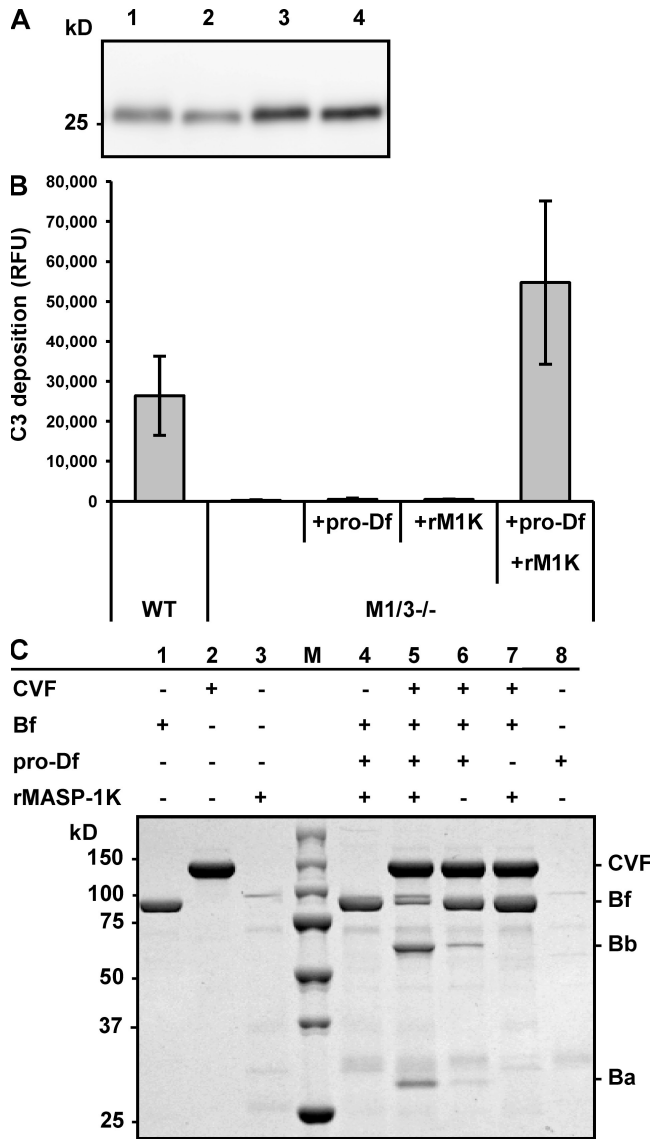 A
kD
1 2 3 4
25
B
C3 deposition (RFU)
80,000
70,000
60,000
50,000
40,000
30,000
20,000
10,000
0
+pro-Df +rM1K +pro-Df
+rM1K
WT M1/3-/-
C 1 2 3 M 4 5 6 7 8
CVF - + - - + + + -
Bf + - - + + + + -
pro-Df - - - + + + - +
rMASP-1K - - + + + - + -
kD
150
100
75
50
37
25
CVF
Bf
Bb
Ba